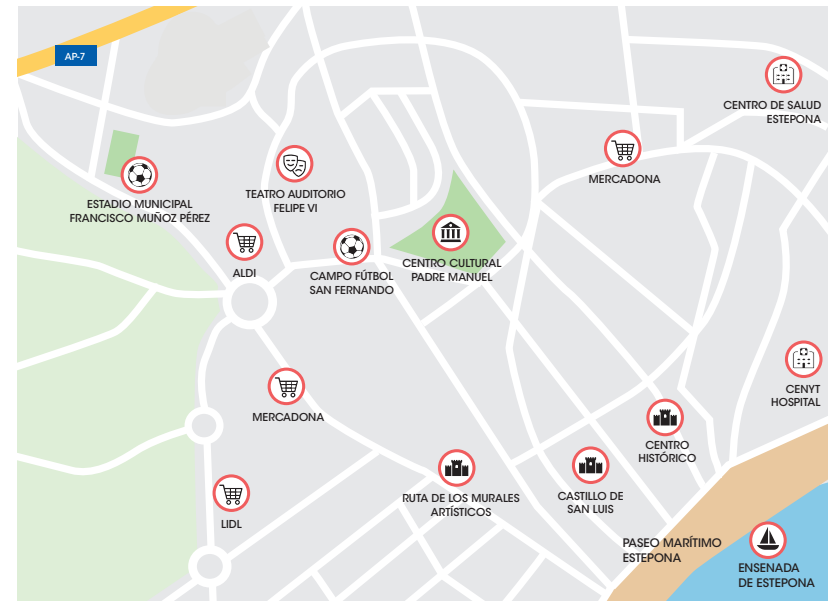 AP-7
CENTRO DE SALUD
ESTEPONA
MERCADONA
ESTADIO MUNICIPAL
FRANCISCO MUÑOZ PÉREZ
TEATRO AUDITORIO
FELIPE VI
ALDI
CAMPO FÚTBOL
SAN FERNANDO
CENTRO CULTURAL
PADRE MANUEL
CENYT
HOSPITAL
MERCADONA
CENTRO
HISTÓRICO
RUTA DE LOS MURALES
ARTÍSTICOS
CASTILLO DE
SAN LUIS
LIDL
PASEO MARÍTIMO
ESTEPONA
ENSENADA
DE ESTEPONA